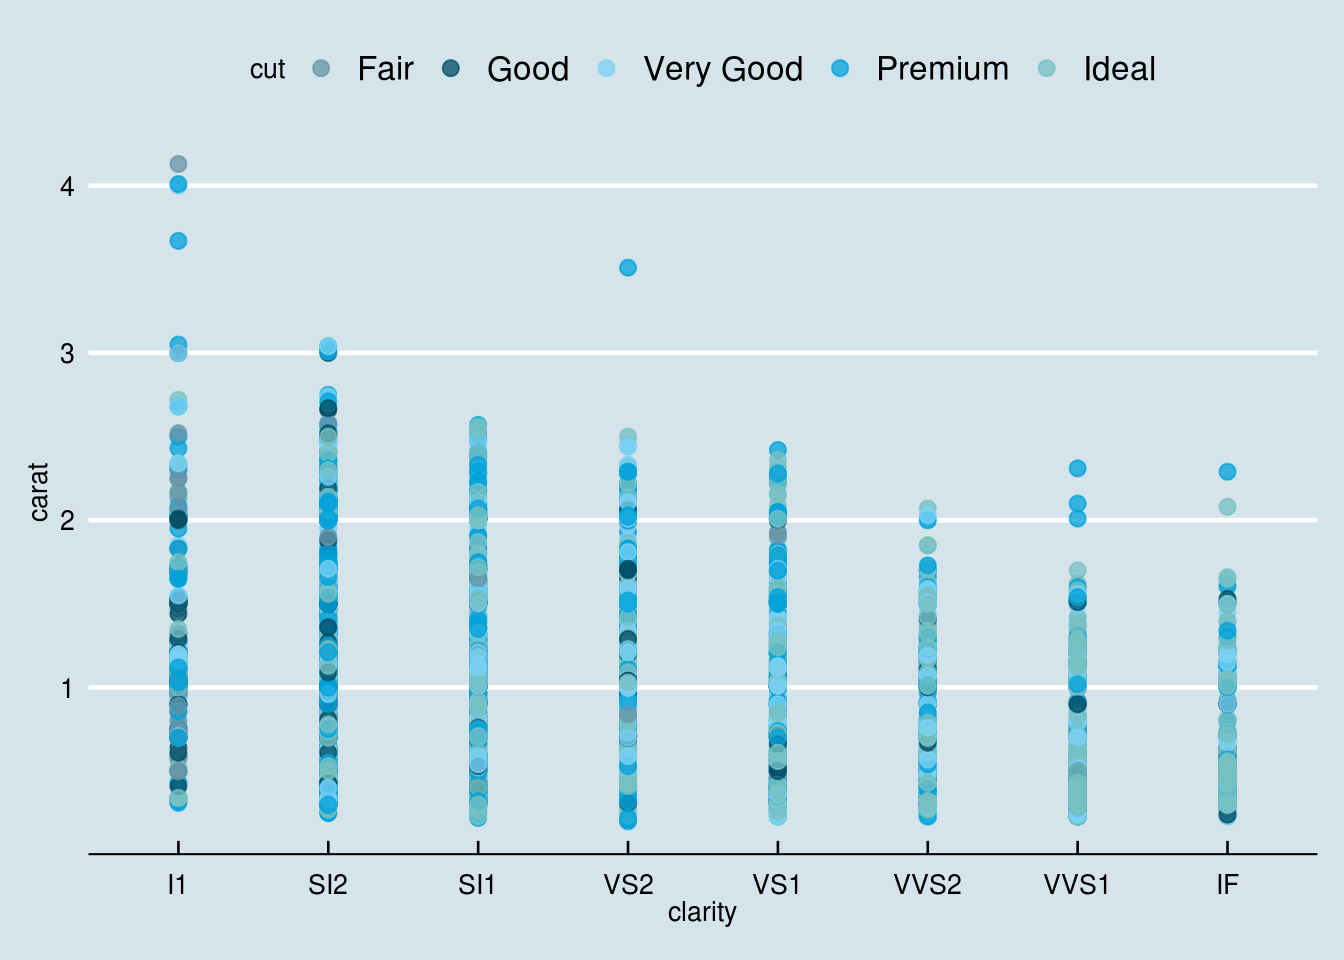 cut Fair Good Very Good Premium Ideal
4
3
2
1
carat
I1 SI2 SI1 VS2 VS1 VVS2 VVS1 IF
clarity